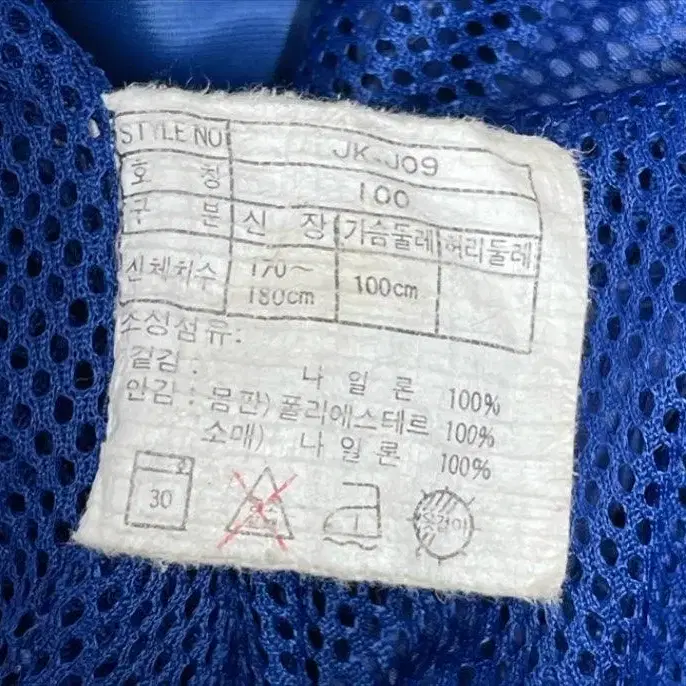 STYLE NO JK-J09
호 칭 100
구 분 신 장 가슴둘레 허리둘레
신체치수 170~ 180cm 100cm
조성섬유:
겉감 : 나 일 론 100%
안감 : 몸판) 폴리에스테르 100%
소매) 나 일 론 100%
30
옷걸이